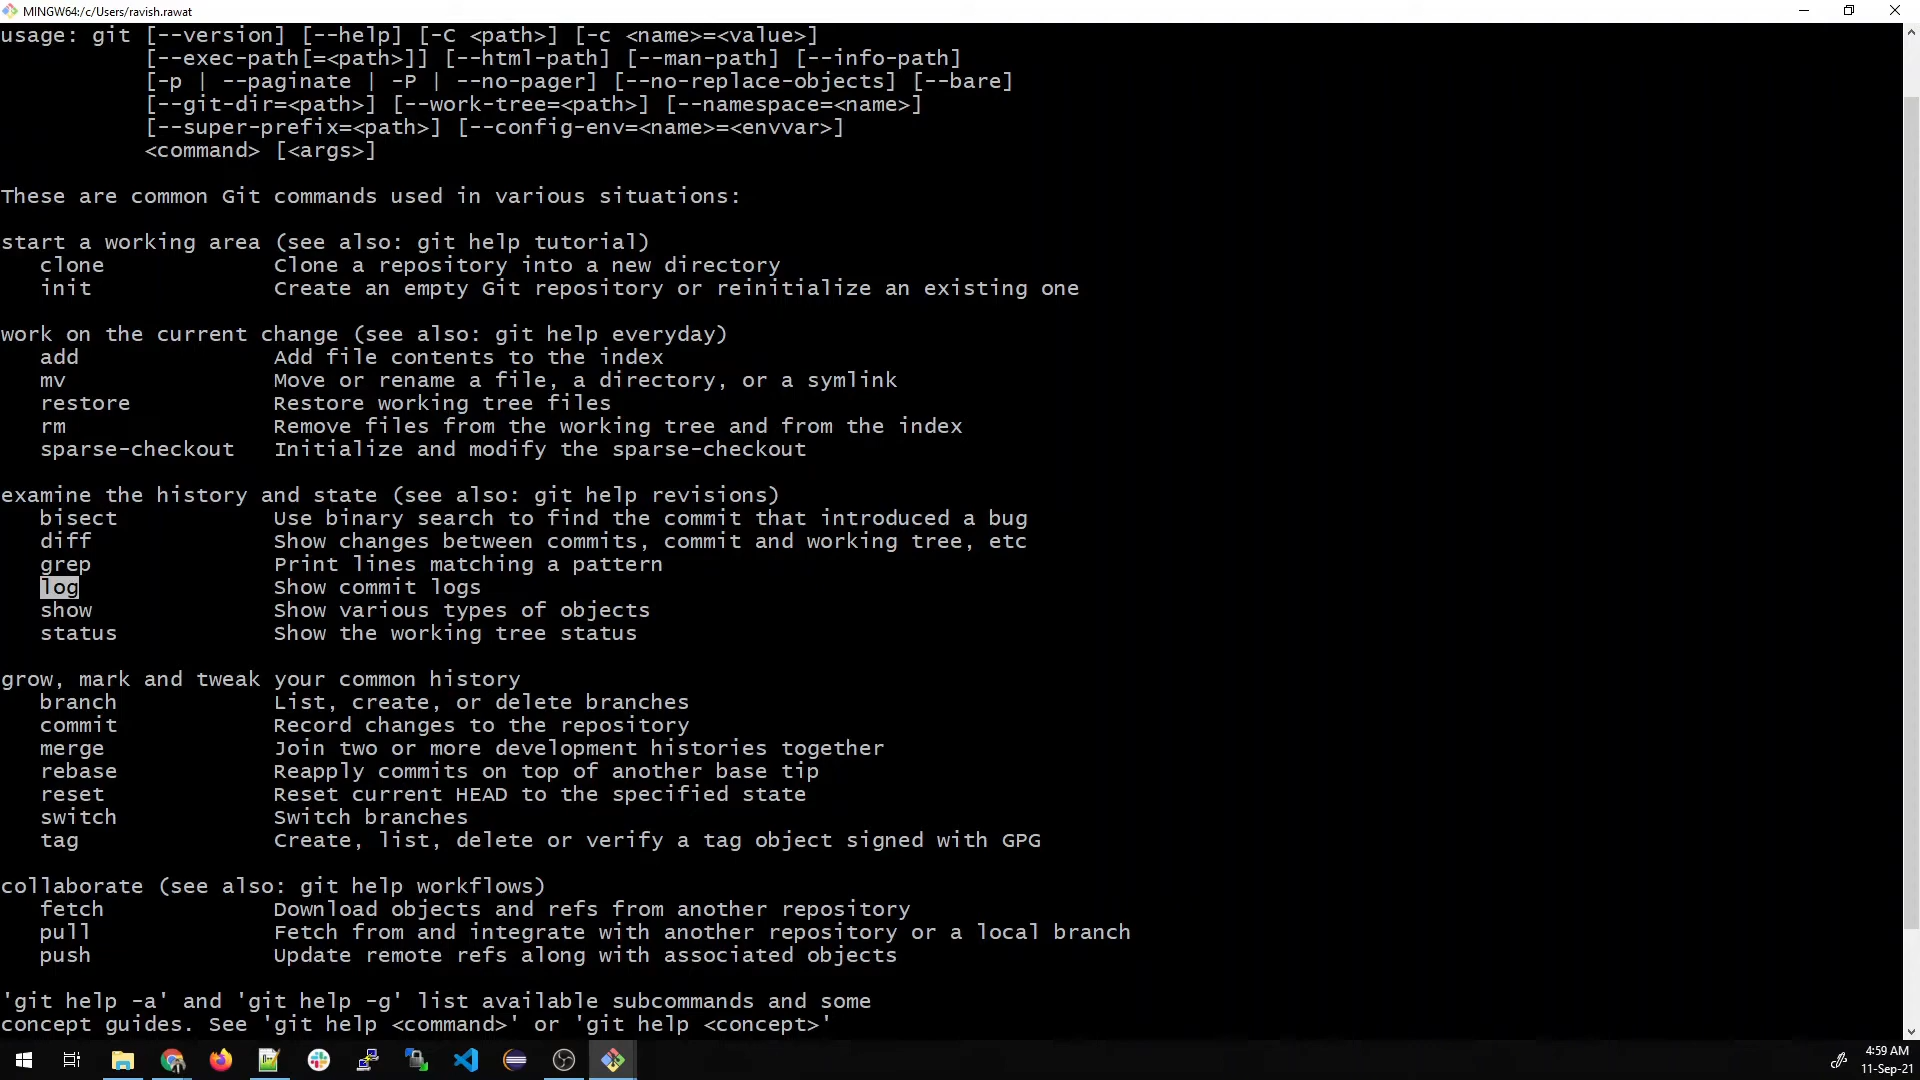 MINGW64:/c/Users/ravish.rawat
usage: git [--version] [--help] [-C <path>] [-c <name>=<value>]
           [--exec-path[=<path>]] [--html-path] [--man-path] [--info-path]
           [-p | --paginate | -P | --no-pager] [--no-replace-objects] [--bare]
           [--git-dir=<path>] [--work-tree=<path>] [--namespace=<name>]
           [--super-prefix=<path>] [--config-env=<name>=<envvar>]
           <command> [<args>]
These are common Git commands used in various situations:
start a working area (see also: git help tutorial)
   clone             Clone a repository into a new directory
   init              Create an empty Git repository or reinitialize an existing one
work on the current change (see also: git help everyday)
   add               Add file contents to the index
   mv                Move or rename a file, a directory, or a symlink
   restore           Restore working tree files
   rm                Remove files from the working tree and from the index
   sparse-checkout   Initialize and modify the sparse-checkout
examine the history and state (see also: git help revisions)
   bisect            Use binary search to find the commit that introduced a bug
   diff              Show changes between commits, commit and working tree, etc
   grep              Print lines matching a pattern
   log               Show commit logs
   show              Show various types of objects
   status            Show the working tree status
grow, mark and tweak your common history
   branch            List, create, or delete branches
   commit            Record changes to the repository
   merge             Join two or more development histories together
   rebase            Reapply commits on top of another base tip
   reset             Reset current HEAD to the specified state
   switch            Switch branches
   tag               Create, list, delete or verify a tag object signed with GPG
collaborate (see also: git help workflows)
   fetch             Download objects and refs from another repository
   pull              Fetch from and integrate with another repository or a local branch
   push              Update remote refs along with associated objects
'git help -a' and 'git help -g' list available subcommands and some
concept guides. See 'git help <command>' or 'git help <concept>'
4:59 AM
11-Sep-21